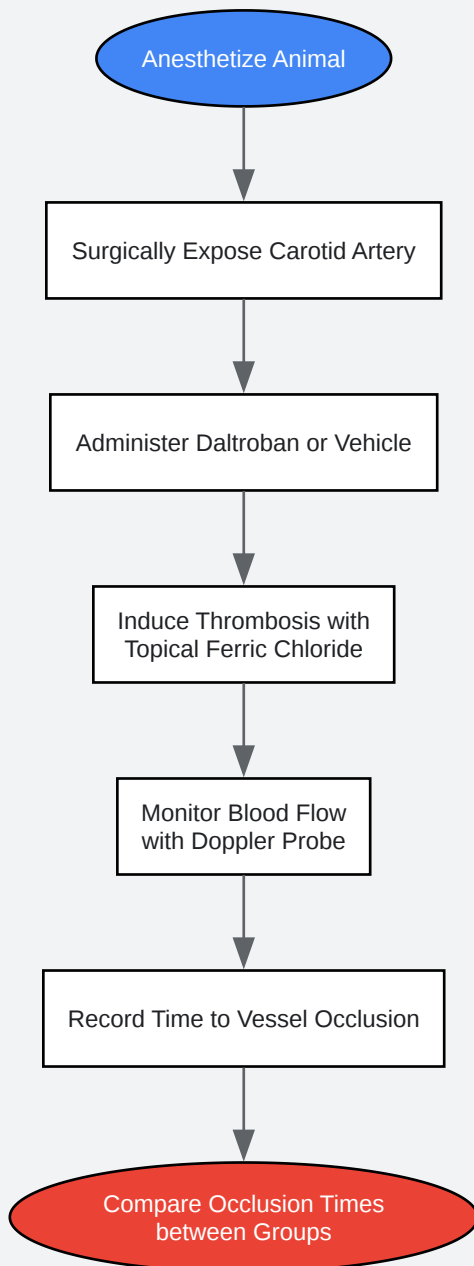 Anesthetize Animal
Surgically Expose Carotid Artery
Administer Daltroban or Vehicle
Induce Thrombosis with
Topical Ferric Chloride
Monitor Blood Flow
with Doppler Probe
Record Time to Vessel Occlusion
Compare Occlusion Times
between Groups